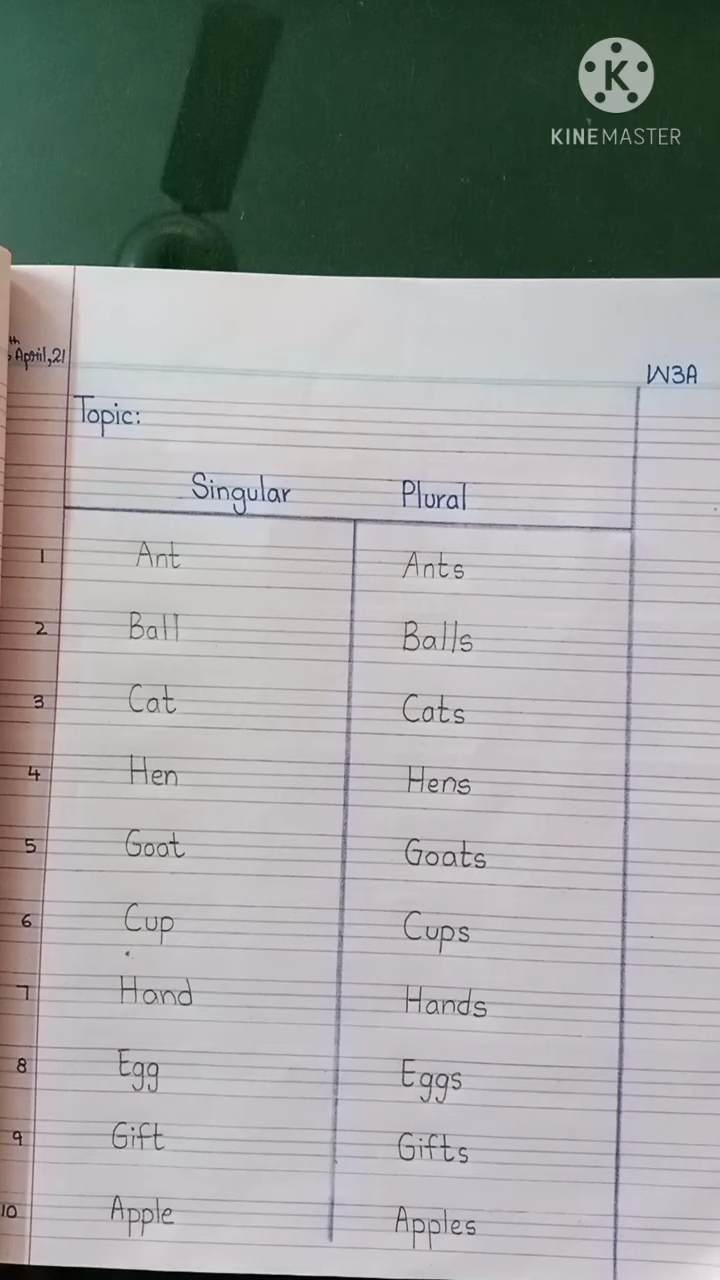 K
KINEMASTER
th
April,21
W3A
Topic:
Singular Plural
1 Ant Ants
2 Ball Balls
3 Cat Cats
4 Hen Hens
5 Goat Goats
6 Cup Cups
7 Hand Hands
8 Egg Eggs
9 Gift Gifts
10 Apple Apples